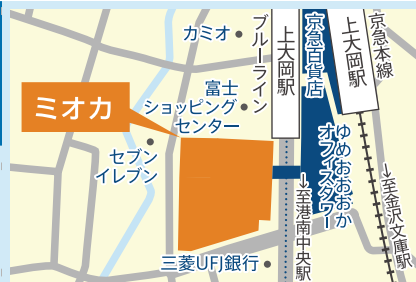 カミオ
ブルーライン
上大岡駅
京急百貨店
上大岡駅
京急本線
富士
ショッピング
センター
ミオカ
セブン
イレブン
ゆめおおおか
オフィスタワー
→至港南中央駅
→至金沢文庫駅
三菱UFJ銀行